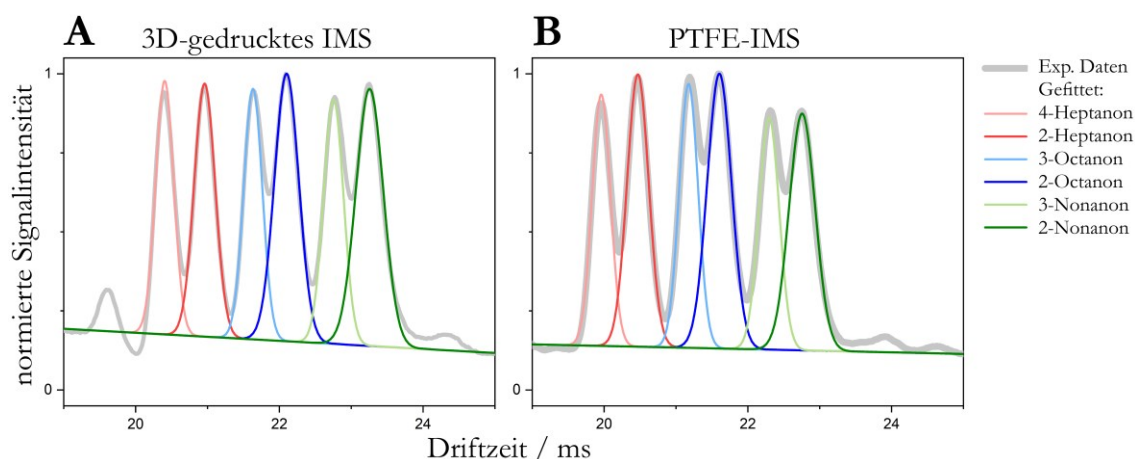 A 3D-gedrucktes IMS
B PTFE-IMS
normierte Signalintensität
1
0
20
22
24
1
0
20
22
24
Driftzeit / ms
Exp. Daten
Gefittet:
4-Heptanon
2-Heptanon
3-Octanon
2-Octanon
3-Nonanon
2-Nonanon